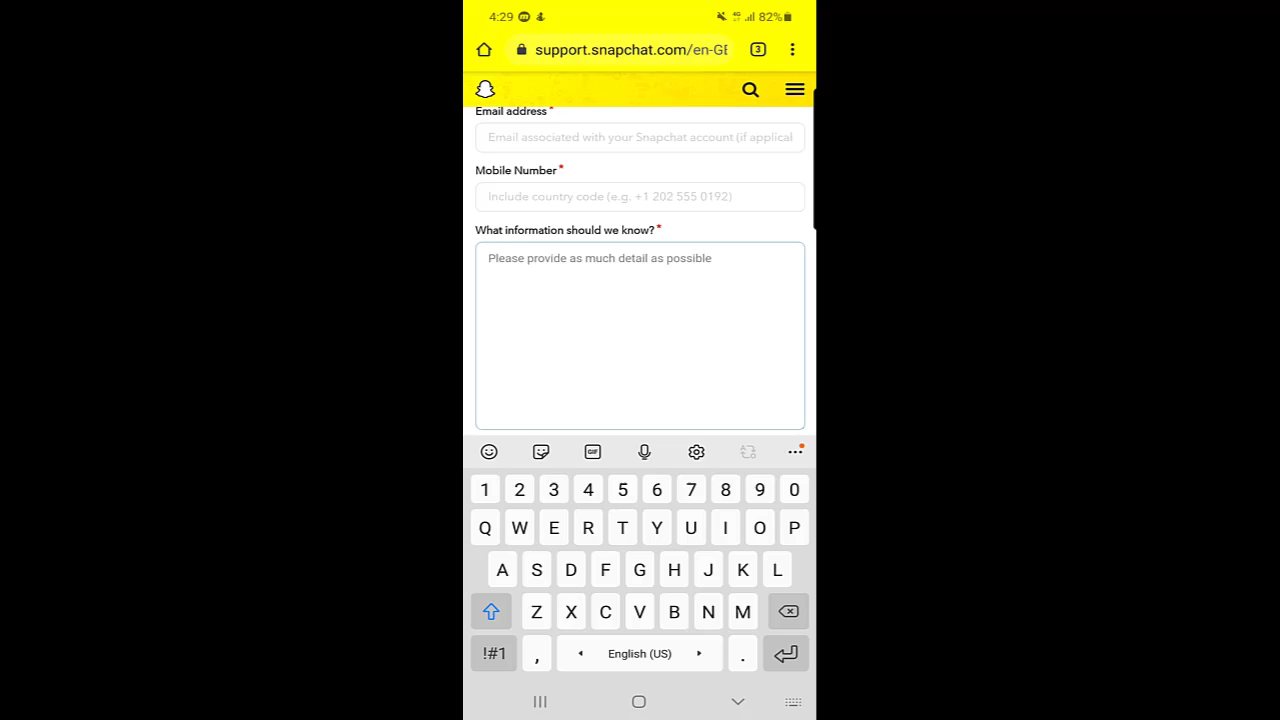 4:29 82%
support.snapchat.com/en-GB 3
Email address *
Email associated with your Snapchat account (if applicabl
Mobile Number *
Include country code (e.g. +1 202 555 0192)
What information should we know? *
Please provide as much detail as possible
GIF
1 2 3 4 5 6 7 8 9 0
Q W E R T Y U I O P
A S D F G H J K L
Z X C V B N M
!#1 , English (US) .